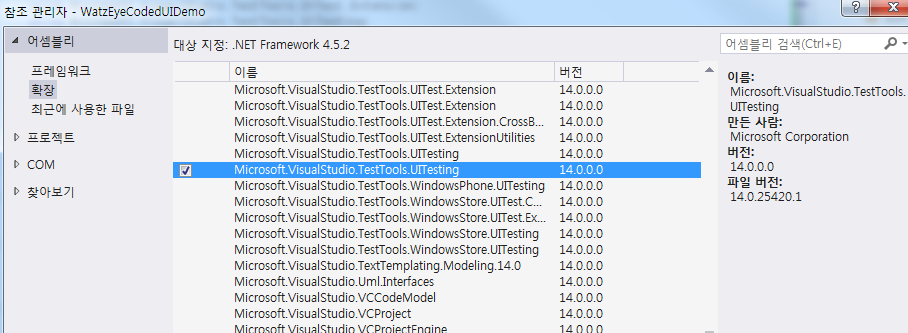 참조 관리자 - WatzEyeCodedUIDemo
? ×
어셈블리
프레임워크
확장
최근에 사용한 파일
프로젝트
COM
찾아보기
대상 지정: .NET Framework 4.5.2
이름 버전
Microsoft.VisualStudio.TestTools.UITest.Extension 14.0.0.0
Microsoft.VisualStudio.TestTools.UITest.Extension 14.0.0.0
Microsoft.VisualStudio.TestTools.UITest.Extension.CrossB... 14.0.0.0
Microsoft.VisualStudio.TestTools.UITest.ExtensionUtilities 14.0.0.0
Microsoft.VisualStudio.TestTools.UITesting 14.0.0.0
Microsoft.VisualStudio.TestTools.UITesting 14.0.0.0
Microsoft.VisualStudio.TestTools.WindowsPhone.UITesting 14.0.0.0
Microsoft.VisualStudio.TestTools.WindowsStore.UITest.C... 14.0.0.0
Microsoft.VisualStudio.TestTools.WindowsStore.UITest.Ex... 14.0.0.0
Microsoft.VisualStudio.TestTools.WindowsStore.UITesting 14.0.0.0
Microsoft.VisualStudio.TestTools.WindowsStore.UITesting 14.0.0.0
Microsoft.VisualStudio.TextTemplating.Modeling.14.0 14.0.0.0
Microsoft.VisualStudio.Uml.Interfaces 14.0.0.0
Microsoft.VisualStudio.VCCodeModel 14.0.0.0
Microsoft.VisualStudio.VCProject 14.0.0.0
Microsoft.VisualStudio.VCProjectEngine 14.0.0.0
어셈블리 검색(Ctrl+E)
이름:
Microsoft.VisualStudio.TestTools.
UITesting
만든 사람:
Microsoft Corporation
버전:
14.0.0.0
파일 버전:
14.0.25420.1